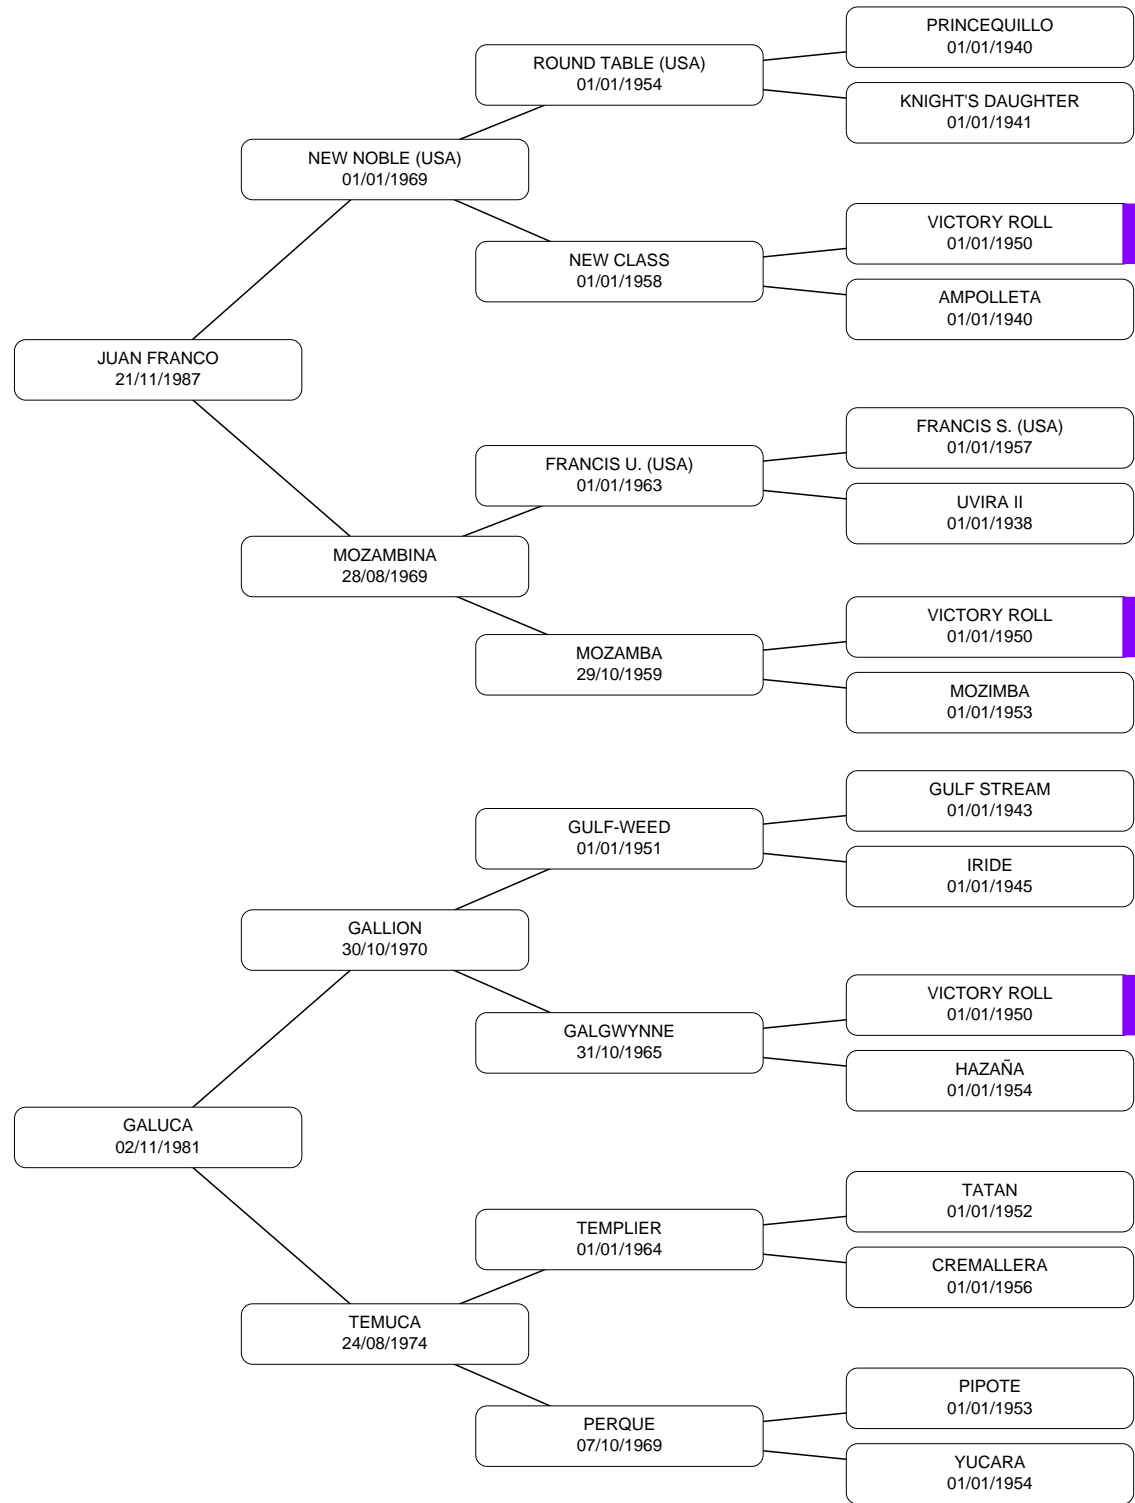 PRINCEQUILLO
01/01/1940
ROUND TABLE (USA)
01/01/1954
KNIGHT'S DAUGHTER
01/01/1941
NEW NOBLE (USA)
01/01/1969
VICTORY ROLL
01/01/1950
NEW CLASS
01/01/1958
AMPOLLETA
01/01/1940
JUAN FRANCO
21/11/1987
FRANCIS S. (USA)
01/01/1957
FRANCIS U. (USA)
01/01/1963
UVIRA II
01/01/1938
MOZAMBINA
28/08/1969
VICTORY ROLL
01/01/1950
MOZAMBA
29/10/1959
MOZIMBA
01/01/1953
GULF STREAM
01/01/1943
GULF-WEED
01/01/1951
IRIDE
01/01/1945
GALLION
30/10/1970
VICTORY ROLL
01/01/1950
GALGWYNNE
31/10/1965
HAZAÑA
01/01/1954
GALUCA
02/11/1981
TATAN
01/01/1952
TEMPLIER
01/01/1964
CREMALLERA
01/01/1956
TEMUCA
24/08/1974
PIPOTE
01/01/1953
PERQUE
07/10/1969
YUCARA
01/01/1954